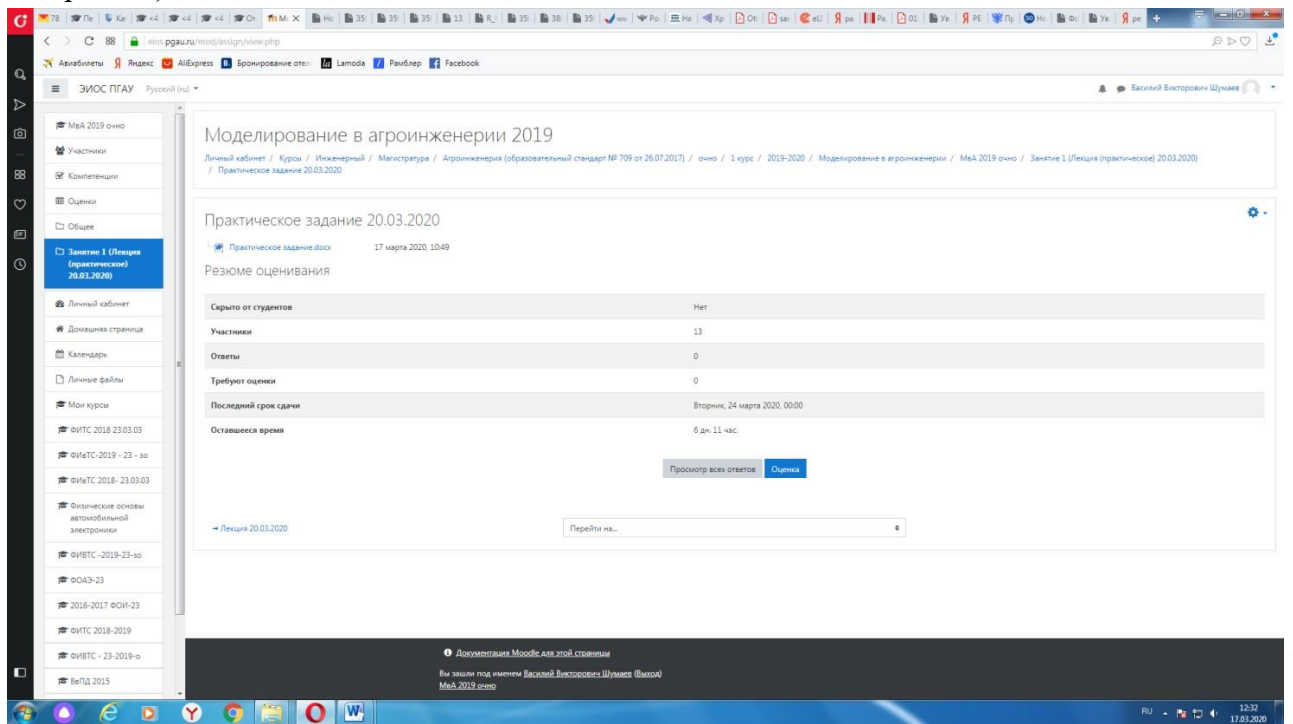 88 eios.pgau.ru/mod/assign/view.php
Авиабилеты Яндекс AliExpress Бронирование отел Lamoda Рамблер Facebook
ЭИОС ПГАУ Русский (ru)
Василий Викторович Шумаев
МвА 2019 очно
Участники
Компетенции
Оценки
Общее
Занятие 1 (Лекция
(практическое)
20.03.2020)
Личный кабинет
Домашняя страница
Календарь
Личные файлы
Мои курсы
ФИТС 2018 23.03.03
ФИвТС-2019 - 23 - зо
ФИвТС 2018- 23.03.03
Физические основы
автомобильной
электроники
ФИВТС -2019-23-зо
ФОАЭ-23
2016-2017 ФОИ-23
ФИТС 2018-2019
ФИВТС - 23-2019-о
ВвПД 2015
Моделирование в агроинженерии 2019
Личный кабинет / Курсы / Инженерный / Магистратура / Агроинженерия (образовательный стандарт № 709 от 26.07.2017) / очно / 1 курс / 2019-2020 / Моделирование в агроинженерии / МвА 2019 очно / Занятие 1 (Лекция (практическое) 20.03.2020)
/ Практическое задание 20.03.2020
Практическое задание 20.03.2020
Практическое задание.docx 17 марта 2020, 10:49
Резюме оценивания
Скрыто от студентов Нет
Участники 13
Ответы 0
Требуют оценки 0
Последний срок сдачи Вторник, 24 марта 2020, 00:00
Оставшееся время 6 дн. 11 час.
Просмотр всех ответов Оценка
→ Лекция 20.03.2020 Перейти на...
Документация Moodle для этой страницы
Вы зашли под именем Василий Викторович Шумаев (Выход)
МвА 2019 очно
RU 12:32
17.03.2020